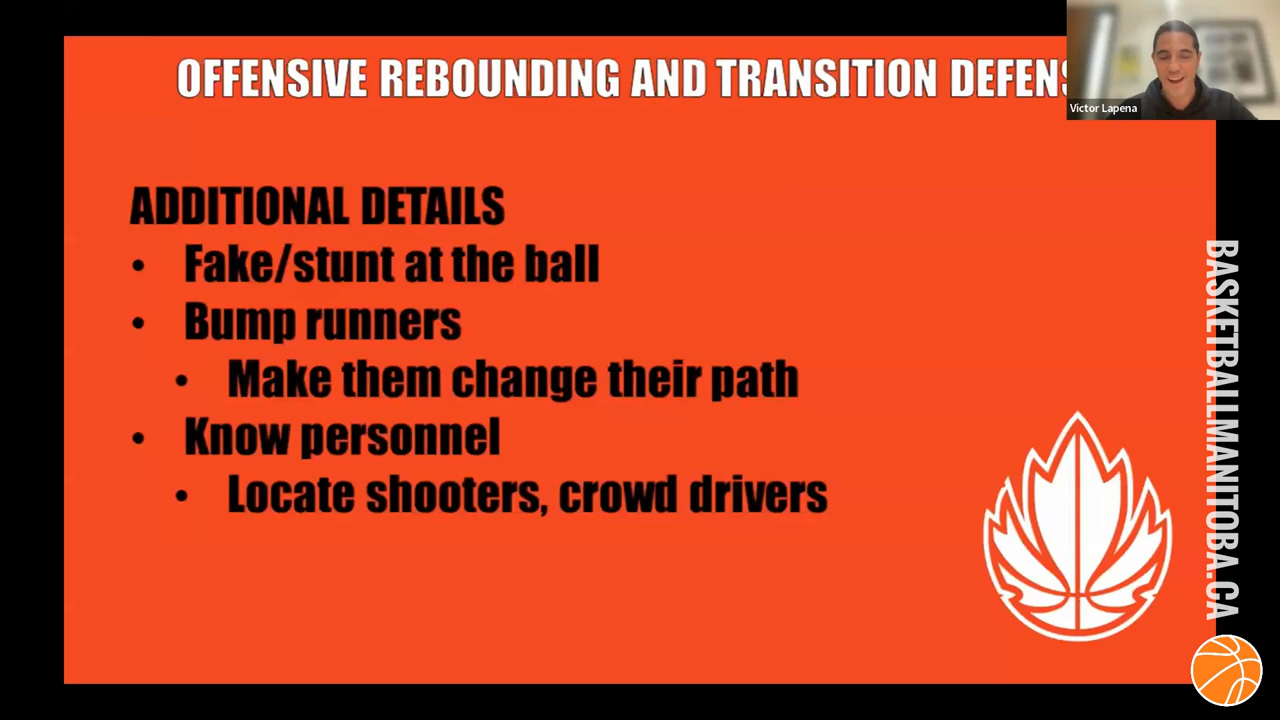 OFFENSIVE REBOUNDING AND TRANSITION DEFENS
Victor Lapena
ADDITIONAL DETAILS
• Fake/stunt at the ball
• Bump runners
• Make them change their path
• Know personnel
• Locate shooters, crowd drivers
BASKETBALLMANITOBA.CA